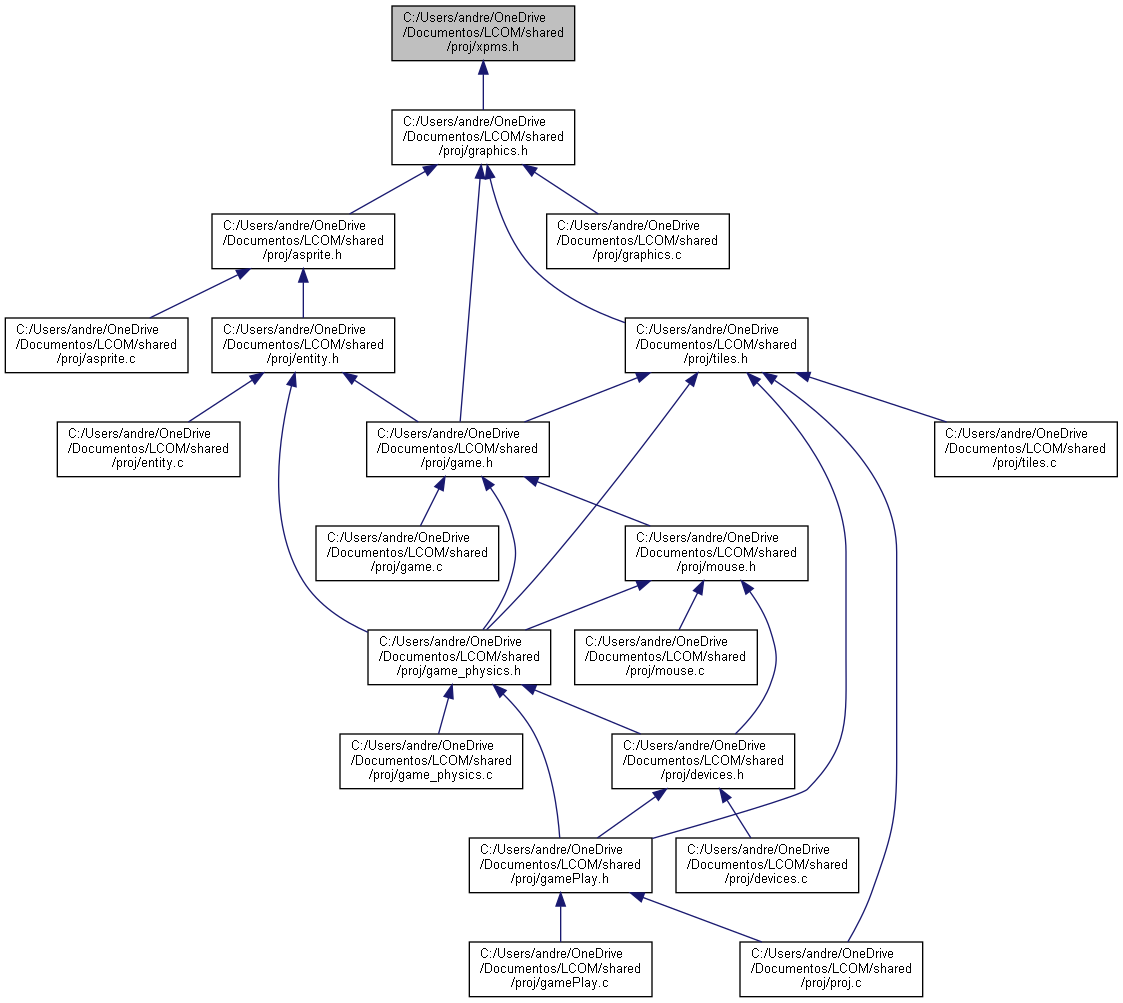 C:/Users/andre/OneDrive
/Documentos/LCOM/shared
/proj/xpms.h
C:/Users/andre/OneDrive
/Documentos/LCOM/shared
/proj/graphics.h
C:/Users/andre/OneDrive
/Documentos/LCOM/shared
/proj/asprite.h
C:/Users/andre/OneDrive
/Documentos/LCOM/shared
/proj/graphics.c
C:/Users/andre/OneDrive
/Documentos/LCOM/shared
/proj/asprite.c
C:/Users/andre/OneDrive
/Documentos/LCOM/shared
/proj/entity.h
C:/Users/andre/OneDrive
/Documentos/LCOM/shared
/proj/tiles.h
C:/Users/andre/OneDrive
/Documentos/LCOM/shared
/proj/entity.c
C:/Users/andre/OneDrive
/Documentos/LCOM/shared
/proj/game.h
C:/Users/andre/OneDrive
/Documentos/LCOM/shared
/proj/tiles.c
C:/Users/andre/OneDrive
/Documentos/LCOM/shared
/proj/game.c
C:/Users/andre/OneDrive
/Documentos/LCOM/shared
/proj/mouse.h
C:/Users/andre/OneDrive
/Documentos/LCOM/shared
/proj/game_physics.h
C:/Users/andre/OneDrive
/Documentos/LCOM/shared
/proj/mouse.c
C:/Users/andre/OneDrive
/Documentos/LCOM/shared
/proj/game_physics.c
C:/Users/andre/OneDrive
/Documentos/LCOM/shared
/proj/devices.h
C:/Users/andre/OneDrive
/Documentos/LCOM/shared
/proj/gamePlay.h
C:/Users/andre/OneDrive
/Documentos/LCOM/shared
/proj/devices.c
C:/Users/andre/OneDrive
/Documentos/LCOM/shared
/proj/gamePlay.c
C:/Users/andre/OneDrive
/Documentos/LCOM/shared
/proj/proj.c